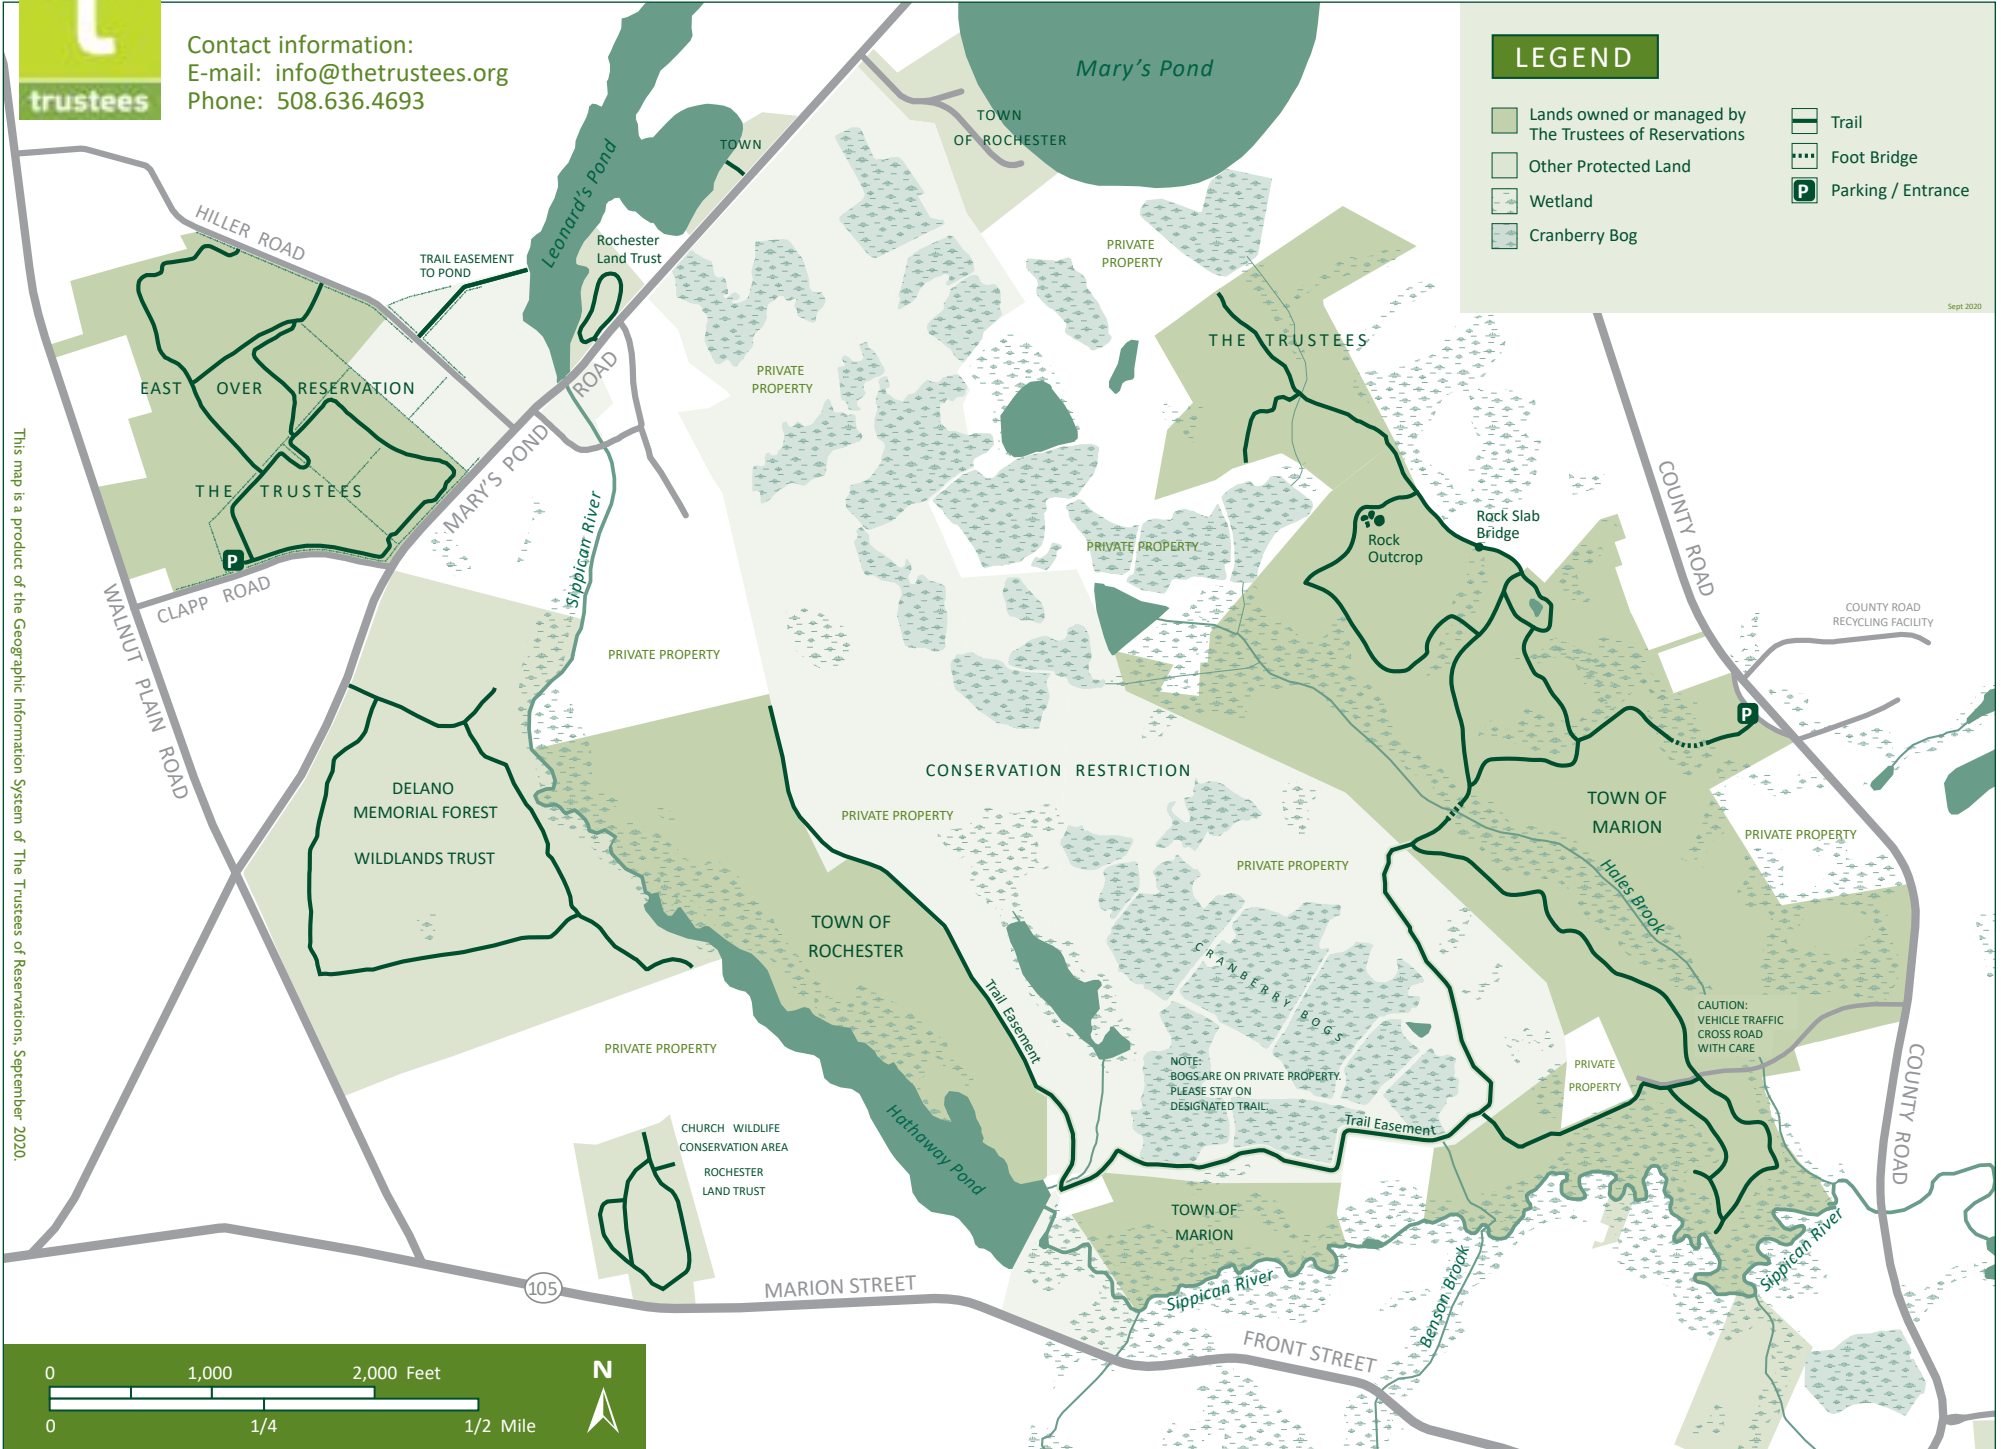 t
trustees
Contact information:
E-mail: info@thetrustees.org
Phone: 508.636.4693
Mary's Pond
LEGEND
Lands owned or managed by
The Trustees of Reservations
Other Protected Land
Wetland
Cranberry Bog
Trail
Foot Bridge
P Parking / Entrance
Sept 2020
TOWN
OF ROCHESTER
TOWN
Leonard's Pond
Rochester
Land Trust
HILLER ROAD
TRAIL EASEMENT
TO POND
PRIVATE
PROPERTY
THE TRUSTEES
PRIVATE
PROPERTY
EAST OVER RESERVATION
THE TRUSTEES
MARY'S POND ROAD
P
CLAPP ROAD
WALNUT PLAIN ROAD
Sippican River
COUNTY ROAD
Rock Slab
Bridge
Rock
Outcrop
PRIVATE PROPERTY
COUNTY ROAD
RECYCLING FACILITY
PRIVATE PROPERTY
P
CONSERVATION RESTRICTION
DELANO
MEMORIAL FOREST
WILDLANDS TRUST
PRIVATE PROPERTY
TOWN OF
MARION
PRIVATE PROPERTY
PRIVATE PROPERTY
Hales Brook
TOWN OF
ROCHESTER
CRANBERRY BOGS
Trail Easement
CAUTION:
VEHICLE TRAFFIC
CROSS ROAD
WITH CARE
PRIVATE PROPERTY
NOTE:
BOGS ARE ON PRIVATE PROPERTY.
PLEASE STAY ON
DESIGNATED TRAIL.
PRIVATE
PROPERTY
COUNTY ROAD
Trail Easement
Hathaway Pond
CHURCH WILDLIFE
CONSERVATION AREA
ROCHESTER
LAND TRUST
TOWN OF
MARION
Sippican River
Sippican River
Benson Brook
105
MARION STREET
FRONT STREET
0 1,000 2,000 Feet
0 1/4 1/2 Mile
N
This map is a product of the Geographic Information System of The Trustees of Reservations, September 2020.